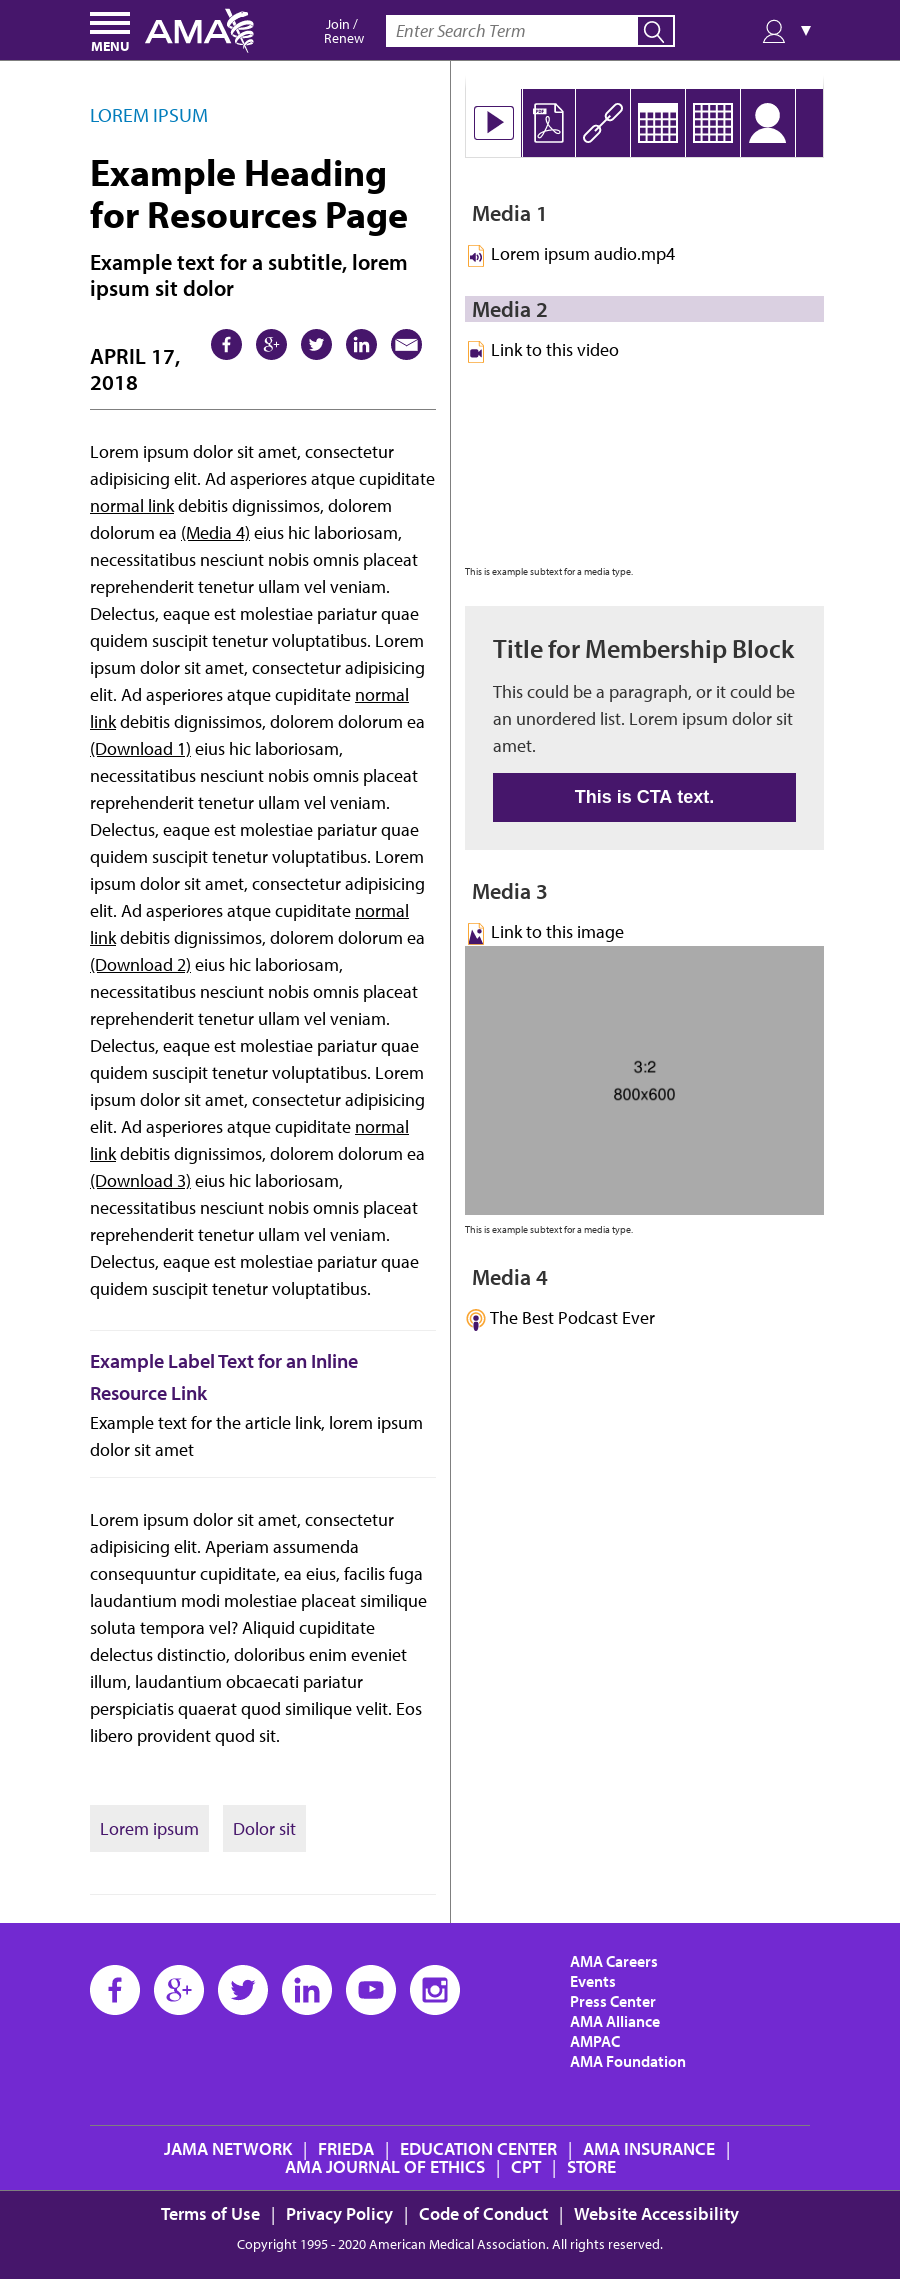 MENU
AMA
Join /
Renew
Enter Search Term
▼
LOREM IPSUM
Example Heading
for Resources Page
Example text for a subtitle, lorem
ipsum sit dolor
APRIL 17,
2018
Lorem ipsum dolor sit amet, consectetur
adipisicing elit. Ad asperiores atque cupiditate
normal link debitis dignissimos, dolorem
dolorum ea (Media 4) eius hic laboriosam,
necessitatibus nesciunt nobis omnis placeat
reprehenderit tenetur ullam vel veniam.
Delectus, eaque est molestiae pariatur quae
quidem suscipit tenetur voluptatibus. Lorem
ipsum dolor sit amet, consectetur adipisicing
elit. Ad asperiores atque cupiditate normal
link debitis dignissimos, dolorem dolorum ea
(Download 1) eius hic laboriosam,
necessitatibus nesciunt nobis omnis placeat
reprehenderit tenetur ullam vel veniam.
Delectus, eaque est molestiae pariatur quae
quidem suscipit tenetur voluptatibus. Lorem
ipsum dolor sit amet, consectetur adipisicing
elit. Ad asperiores atque cupiditate normal
link debitis dignissimos, dolorem dolorum ea
(Download 2) eius hic laboriosam,
necessitatibus nesciunt nobis omnis placeat
reprehenderit tenetur ullam vel veniam.
Delectus, eaque est molestiae pariatur quae
quidem suscipit tenetur voluptatibus. Lorem
ipsum dolor sit amet, consectetur adipisicing
elit. Ad asperiores atque cupiditate normal
link debitis dignissimos, dolorem dolorum ea
(Download 3) eius hic laboriosam,
necessitatibus nesciunt nobis omnis placeat
reprehenderit tenetur ullam vel veniam.
Delectus, eaque est molestiae pariatur quae
quidem suscipit tenetur voluptatibus.
Example Label Text for an Inline
Resource Link
Example text for the article link, lorem ipsum
dolor sit amet
Lorem ipsum dolor sit amet, consectetur
adipisicing elit. Aperiam assumenda
consequuntur cupiditate, ea eius, facilis fuga
laudantium modi molestiae placeat similique
soluta tempora vel? Aliquid cupiditate
delectus distinctio, doloribus enim eveniet
illum, laudantium obcaecati pariatur
perspiciatis quaerat quod similique velit. Eos
libero provident quod sit.
Lorem ipsum
Dolor sit
PDF
Media 1
Lorem ipsum audio.mp4
Media 2
Link to this video
This is example subtext for a media type.
Title for Membership Block
This could be a paragraph, or it could be
an unordered list. Lorem ipsum dolor sit
amet.
This is CTA text.
Media 3
Link to this image
3:2
800x600
This is example subtext for a media type.
Media 4
The Best Podcast Ever
AMA Careers
Events
Press Center
AMA Alliance
AMPAC
AMA Foundation
JAMA NETWORK | FRIEDA | EDUCATION CENTER | AMA INSURANCE |
AMA JOURNAL OF ETHICS | CPT | STORE
Terms of Use | Privacy Policy | Code of Conduct | Website Accessibility
Copyright 1995 - 2020 American Medical Association. All rights reserved.